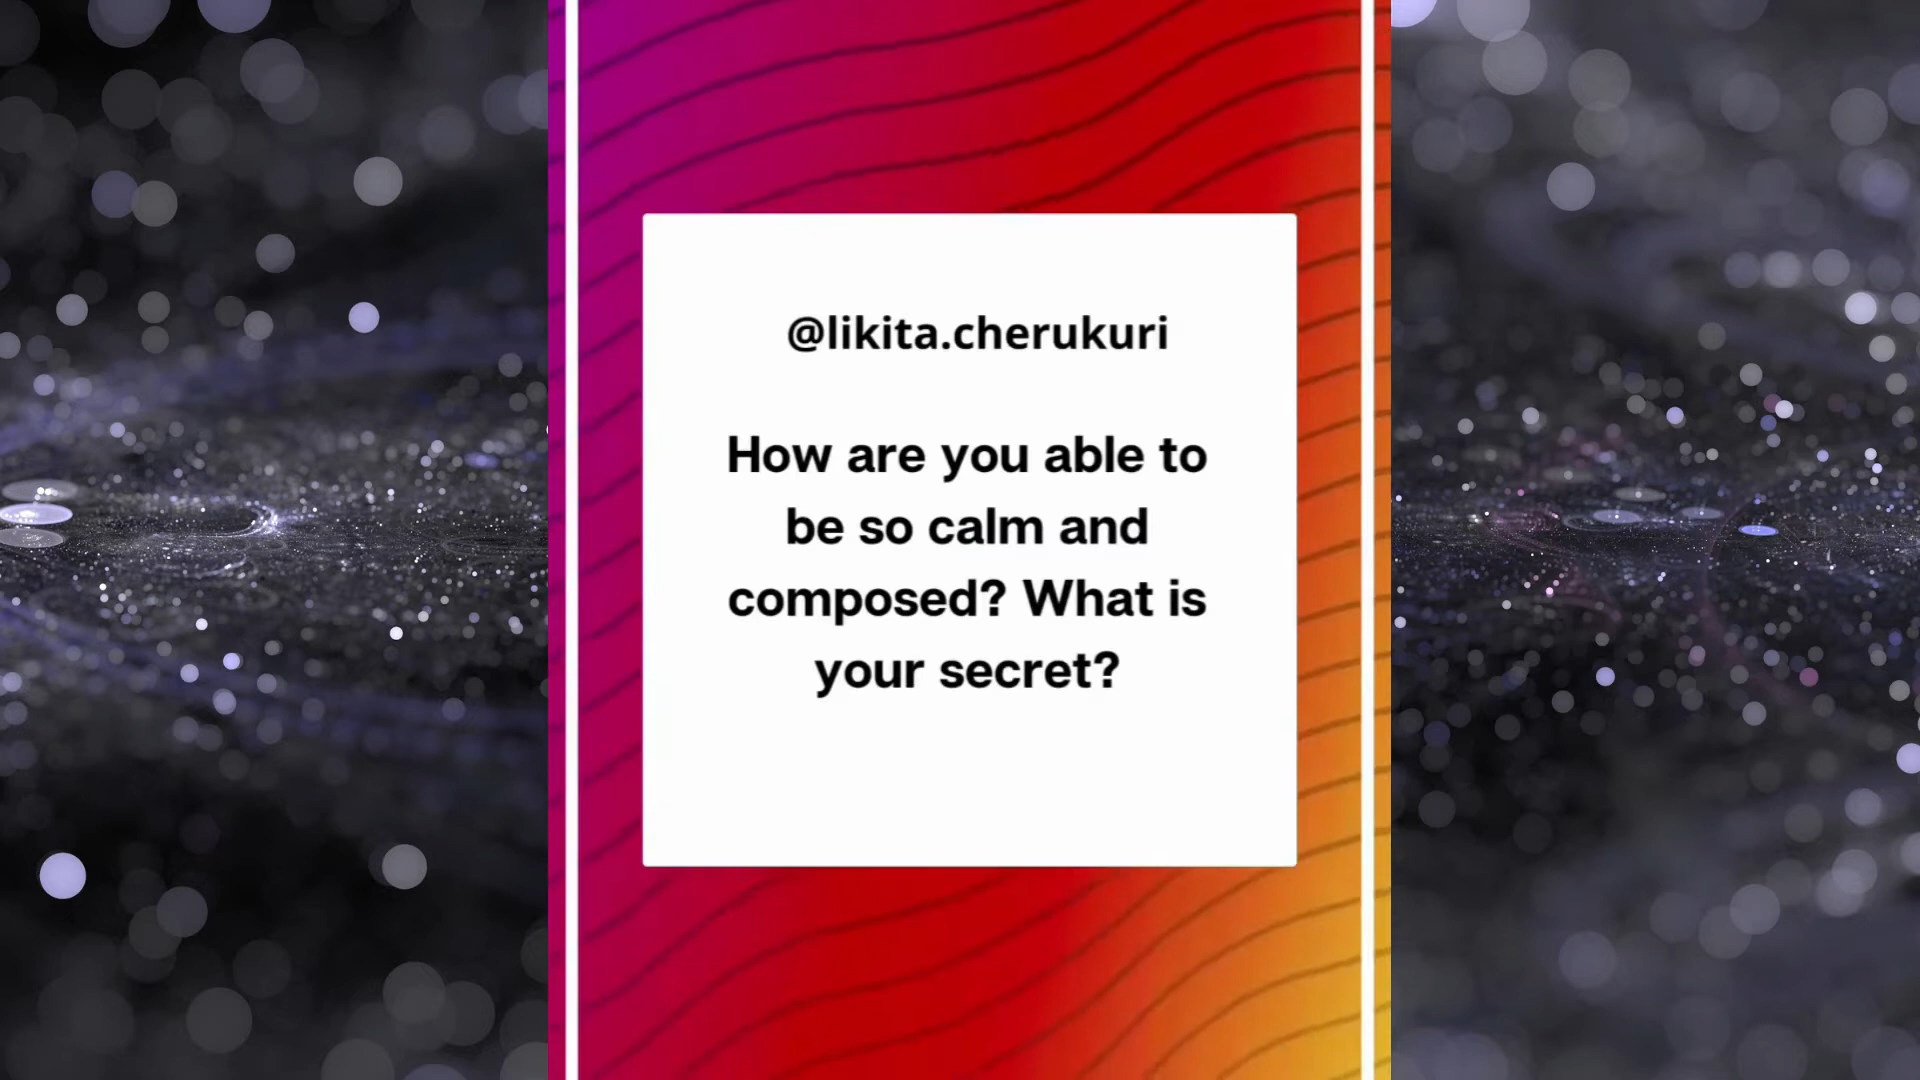 @likita.cherukuri
How are you able to
be so calm and
composed? What is
your secret?